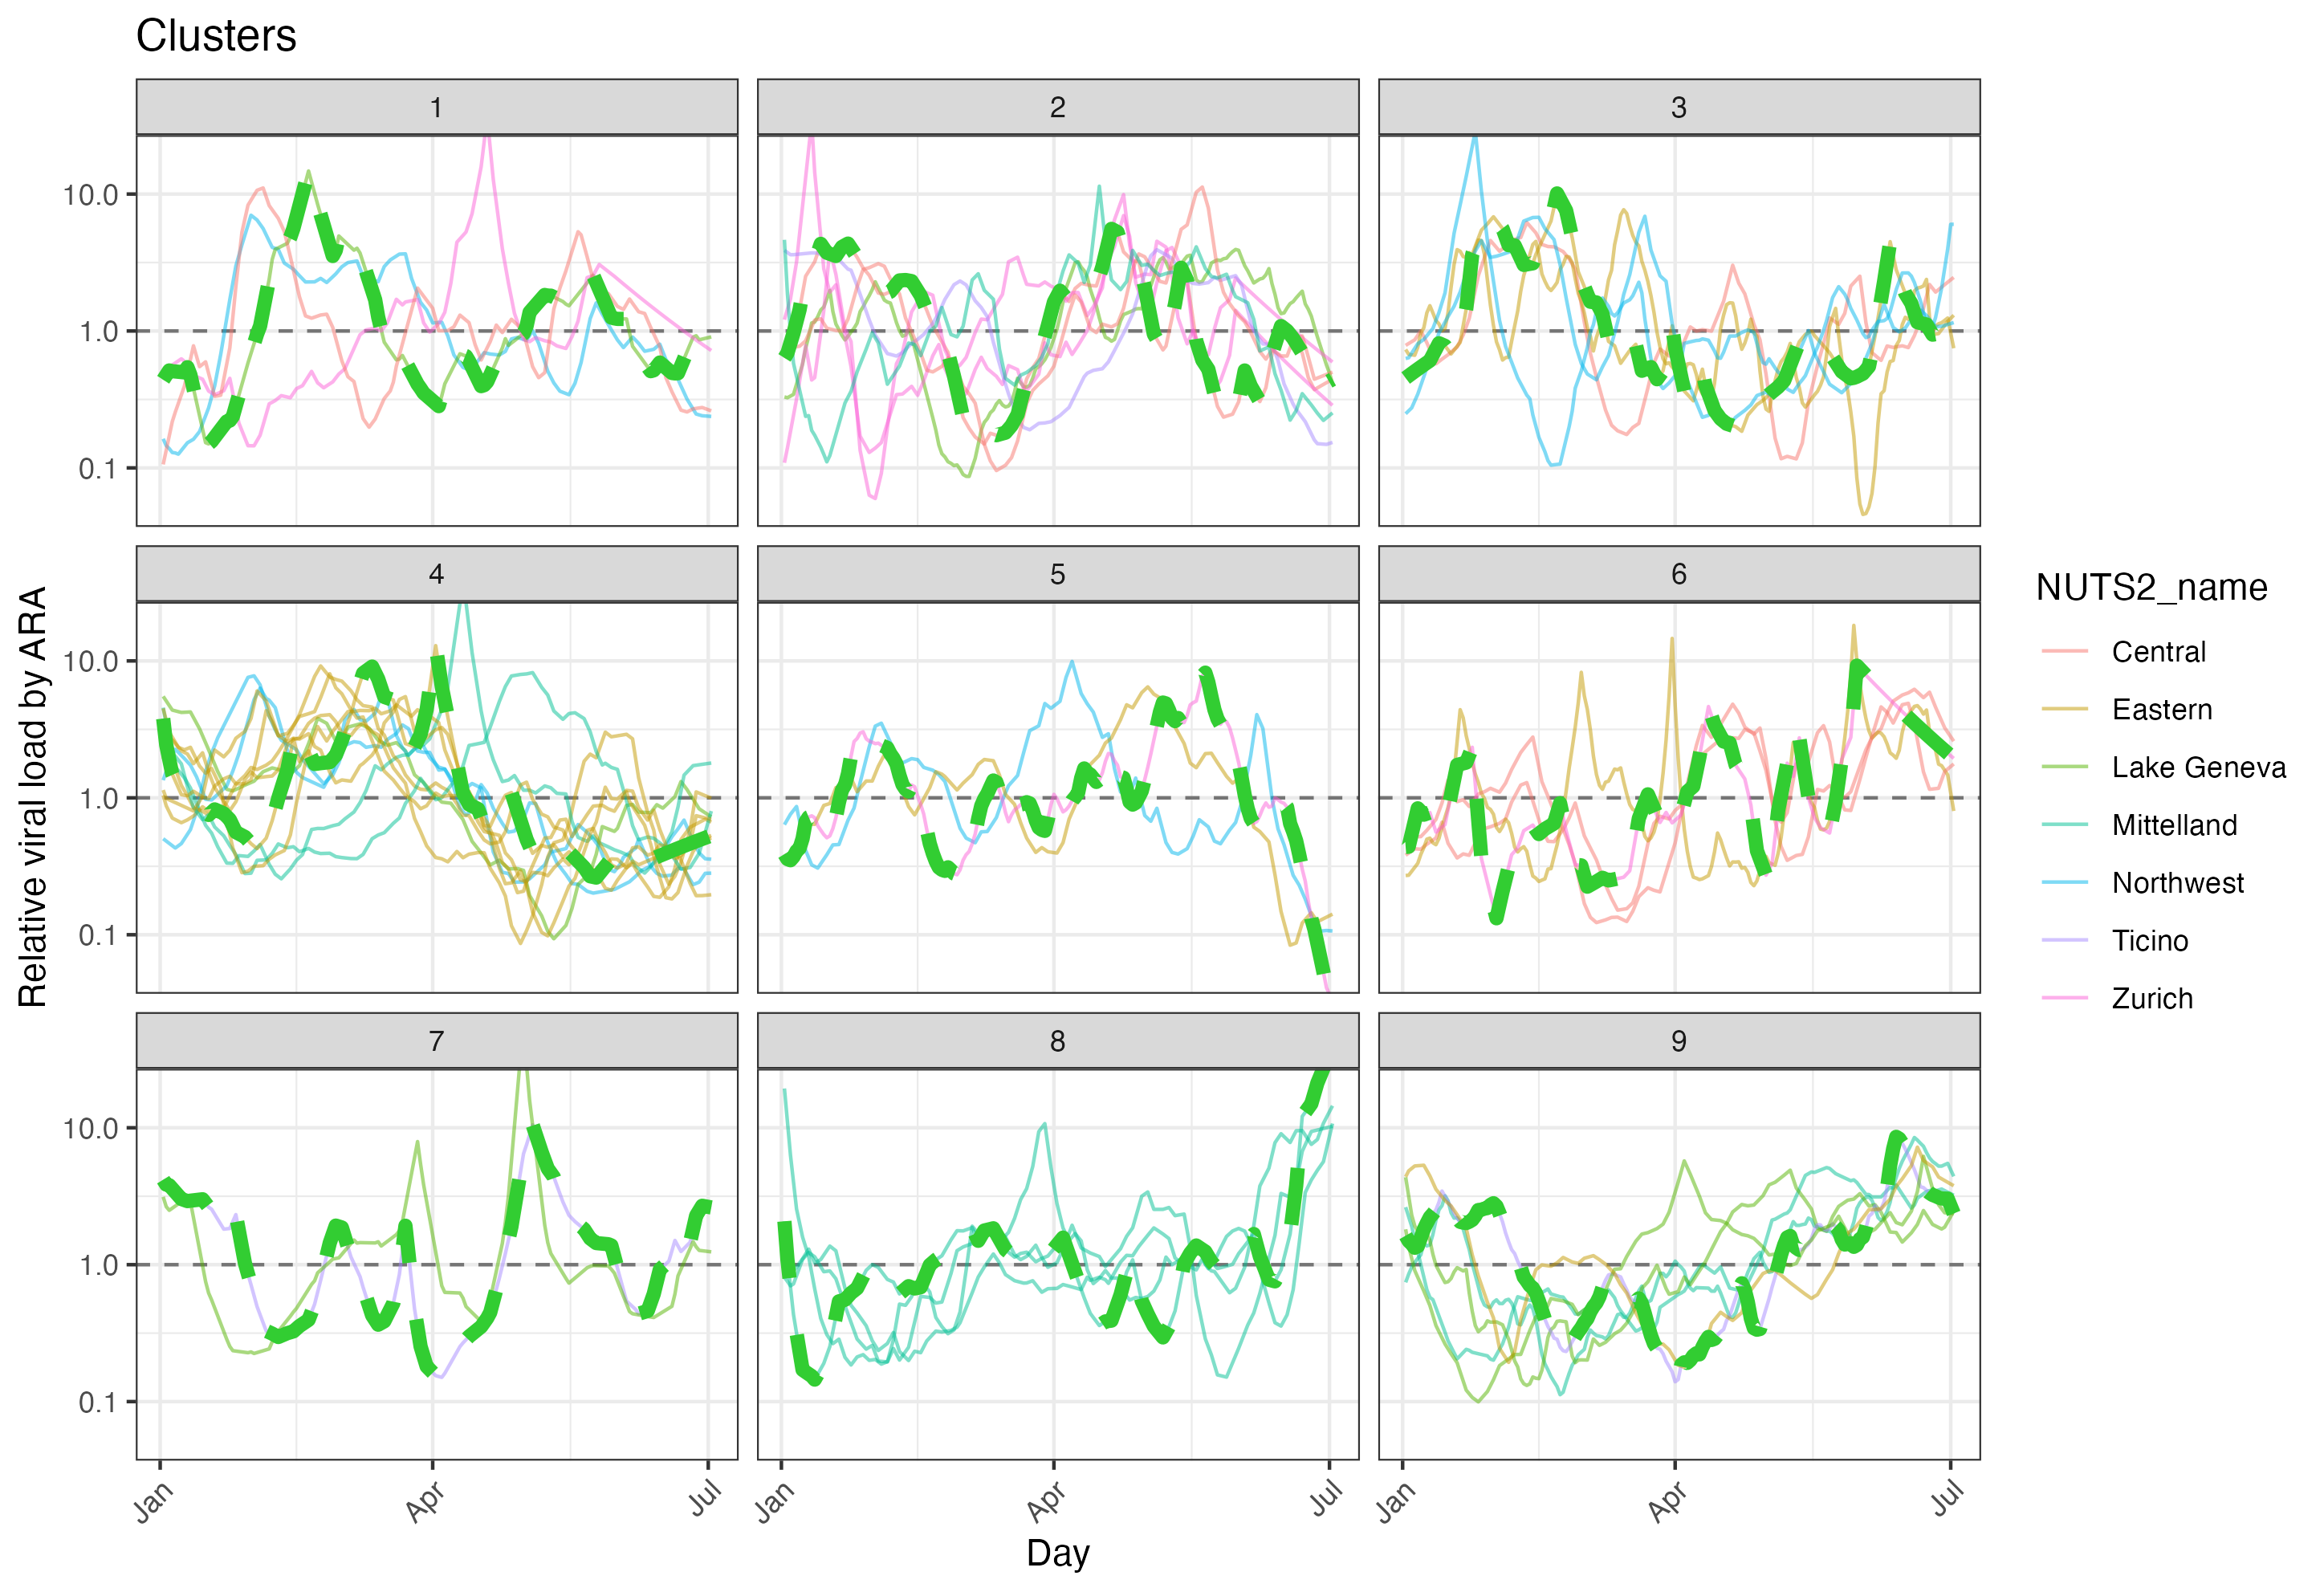 Clusters
1
2
3
10.0
1.0
0.1
4
5
6
10.0
1.0
0.1
7
8
9
10.0
1.0
0.1
Jan
Apr
Jul
Jan
Apr
Jul
Jan
Apr
Jul
Day
Relative viral load by ARA
NUTS2_name
Central
Eastern
Lake Geneva
Mittelland
Northwest
Ticino
Zurich